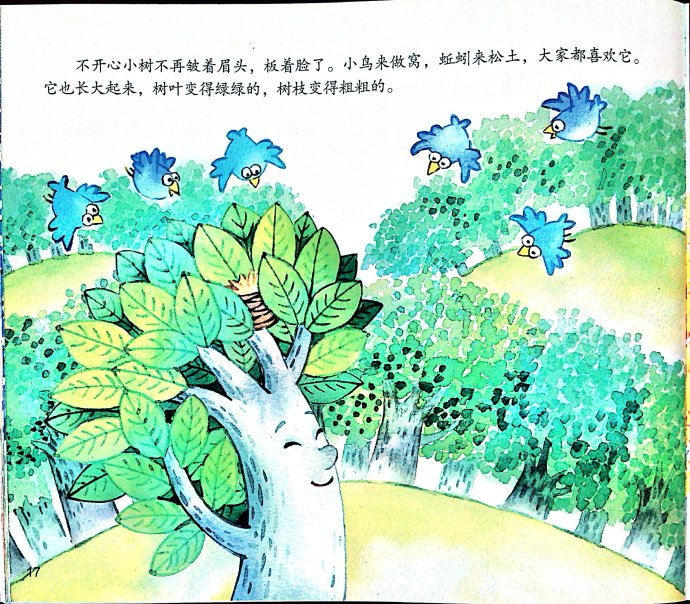 不开心小树不再皱着眉头，板着脸了。小鸟来做窝，蚯蚓来松土，大家都喜欢它。
它也长大起来，树叶变得绿绿的，树枝变得粗粗的。
17